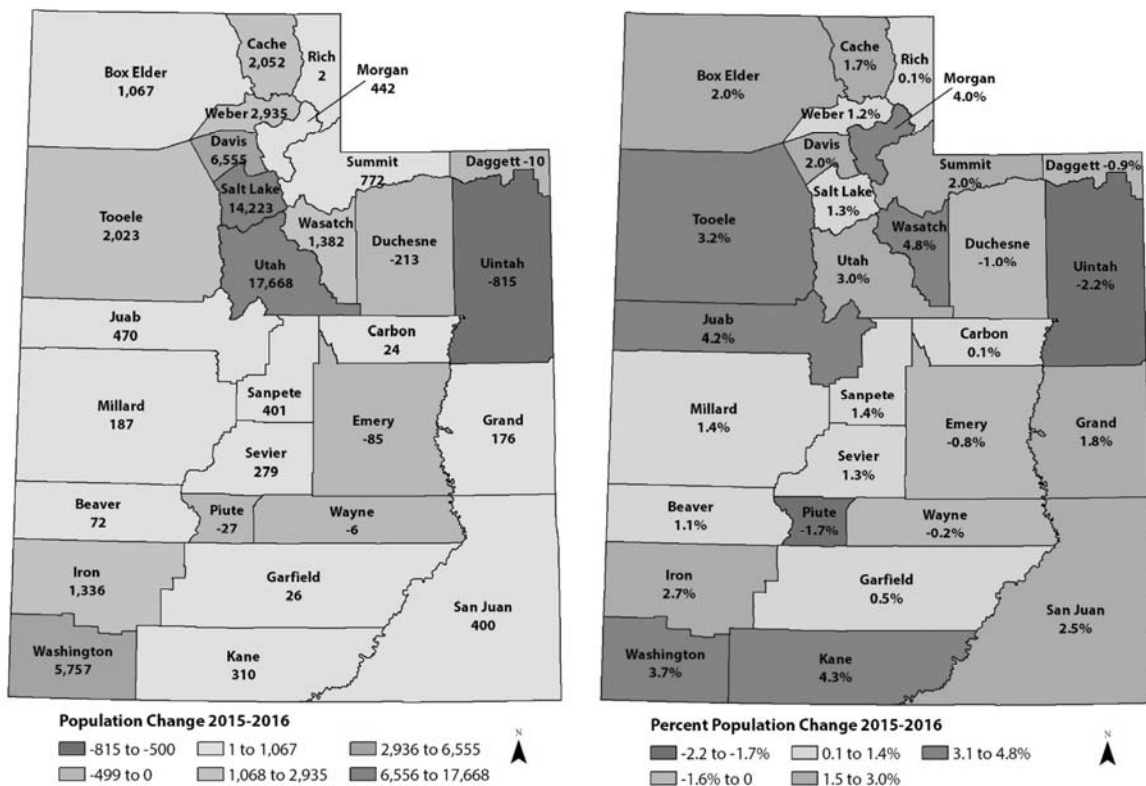 Cache
2,052
Rich
2
Box Elder
1,067
Morgan
442
Weber 2,935
Davis
6,555
Summit
772
Daggett -10
Salt Lake
14,223
Tooele
2,023
Wasatch
1,382
Duchesne
-213
Uintah
-815
Utah
17,668
Juab
470
Carbon
24
Sanpete
401
Millard
187
Emery
-85
Grand
176
Sevier
279
Beaver
72
Piute
-27
Wayne
-6
Iron
1,336
Garfield
26
San Juan
400
Washington
5,757
Kane
310
Population Change 2015-2016
-815 to -500
1 to 1,067
2,936 to 6,555
-499 to 0
1,068 to 2,935
6,556 to 17,668
N
Cache
1.7%
Rich
0.1%
Box Elder
2.0%
Morgan
4.0%
Weber 1.2%
Davis
2.0%
Summit
2.0%
Daggett -0.9%
Salt Lake
1.3%
Tooele
3.2%
Wasatch
4.8%
Duchesne
-1.0%
Uintah
-2.2%
Utah
3.0%
Juab
4.2%
Carbon
0.1%
Sanpete
1.4%
Millard
1.4%
Emery
-0.8%
Grand
1.8%
Sevier
1.3%
Beaver
1.1%
Piute
-1.7%
Wayne
-0.2%
Iron
2.7%
Garfield
0.5%
San Juan
2.5%
Washington
3.7%
Kane
4.3%
Percent Population Change 2015-2016
-2.2 to -1.7%
0.1 to 1.4%
3.1 to 4.8%
-1.6% to 0
1.5 to 3.0%
N